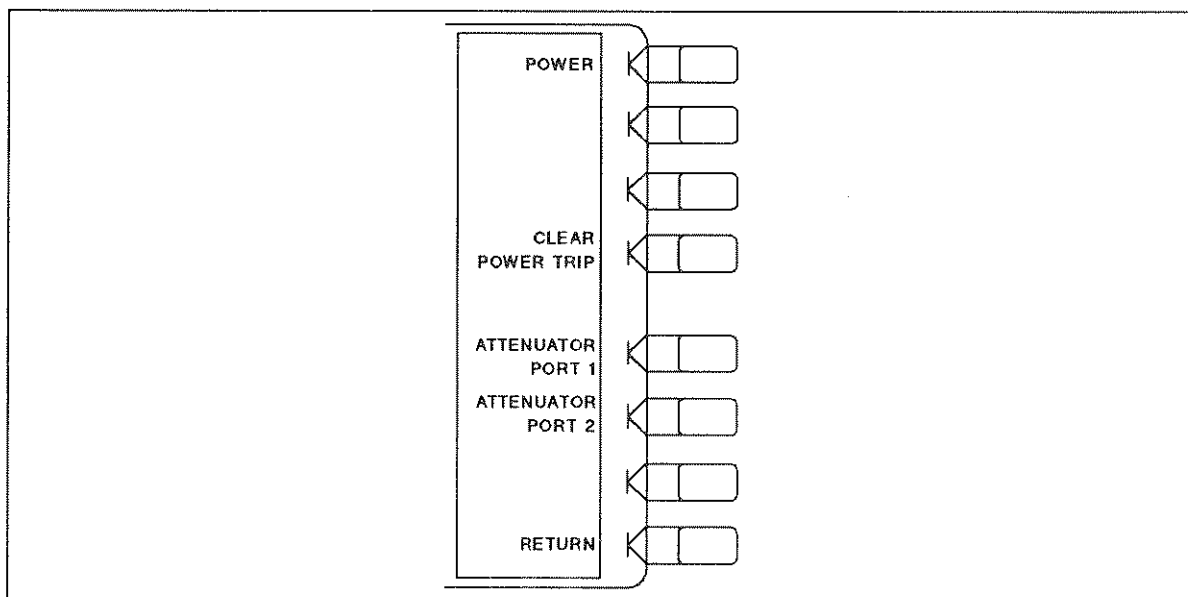 POWER
CLEAR
POWER TRIP
ATTENUATOR
PORT 1
ATTENUATOR
PORT 2
RETURN